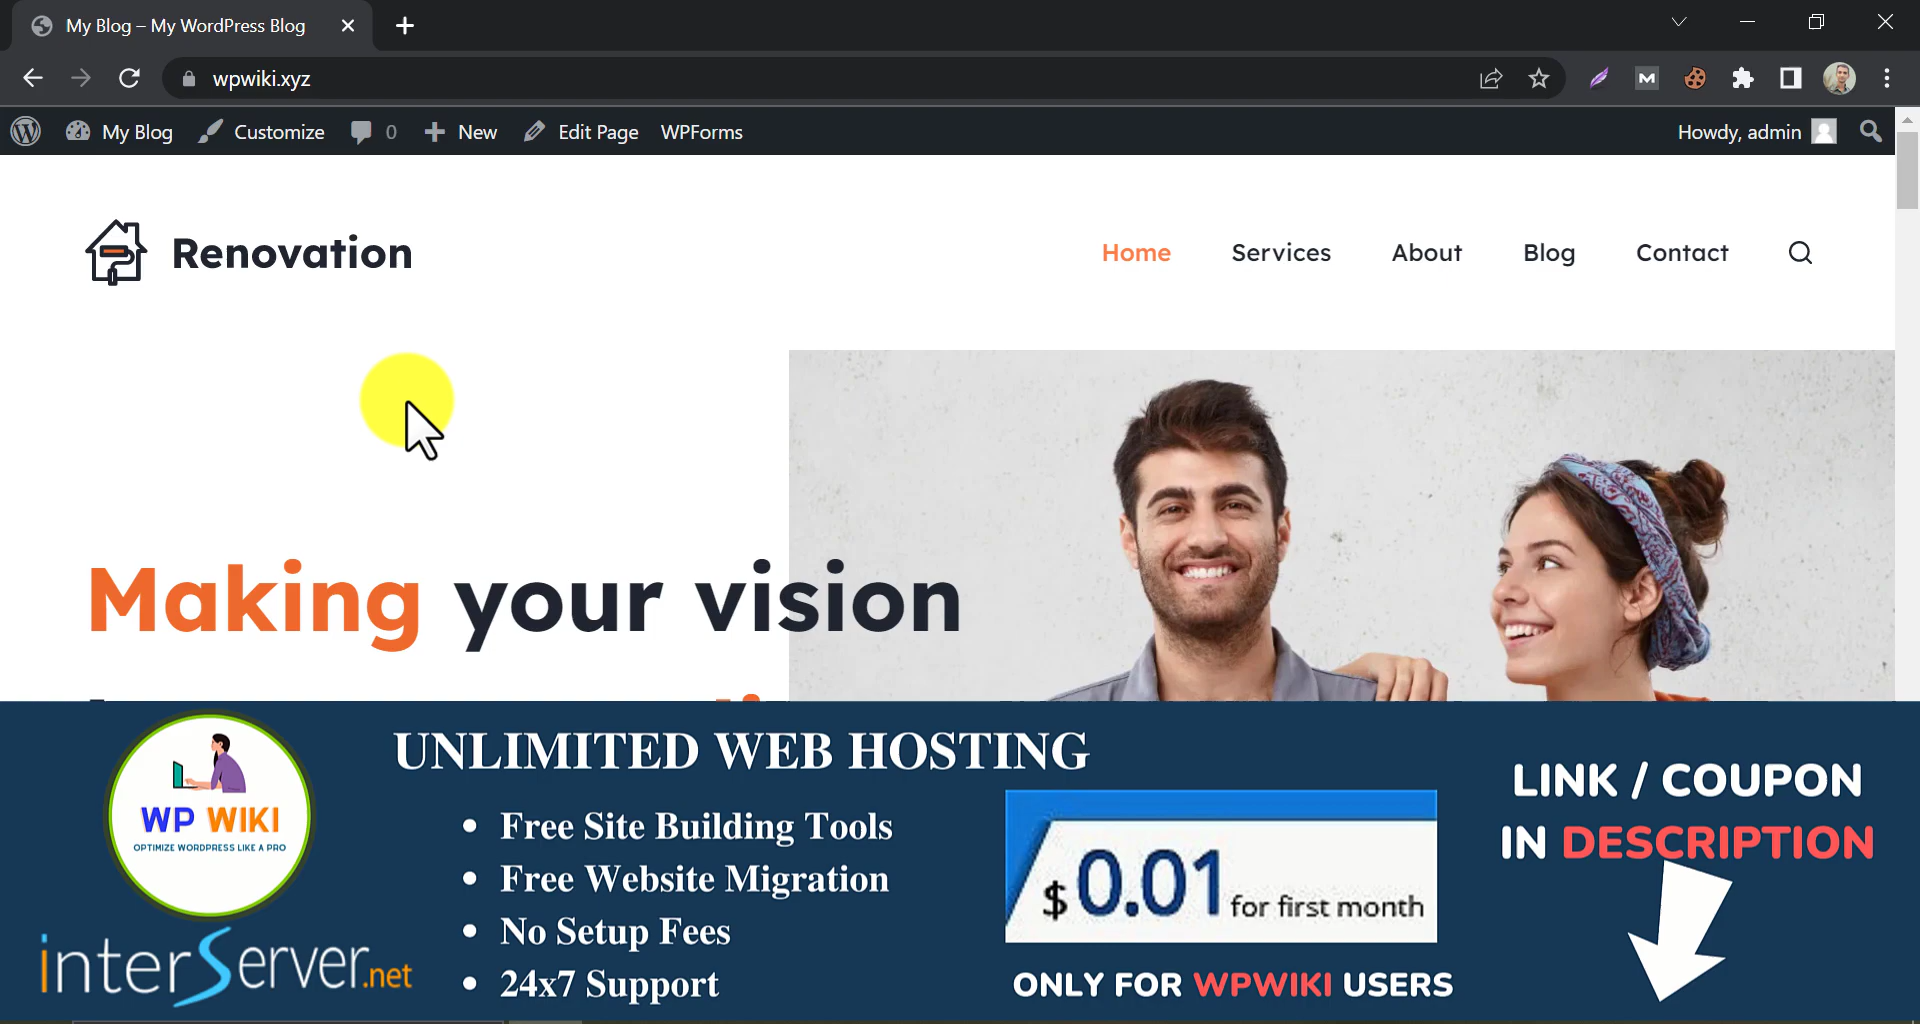 My Blog – My WordPress Blog
wpwiki.xyz
My Blog Customize 0 New Edit Page WPForms Howdy, admin
Renovation
Home Services About Blog Contact
Making your vision
WP WIKI
OPTIMIZE WORDPRESS LIKE A PRO
interServer.net
UNLIMITED WEB HOSTING
• Free Site Building Tools
• Free Website Migration
• No Setup Fees
• 24x7 Support
$0.01 for first month
ONLY FOR WPWIKI USERS
LINK / COUPON
IN DESCRIPTION